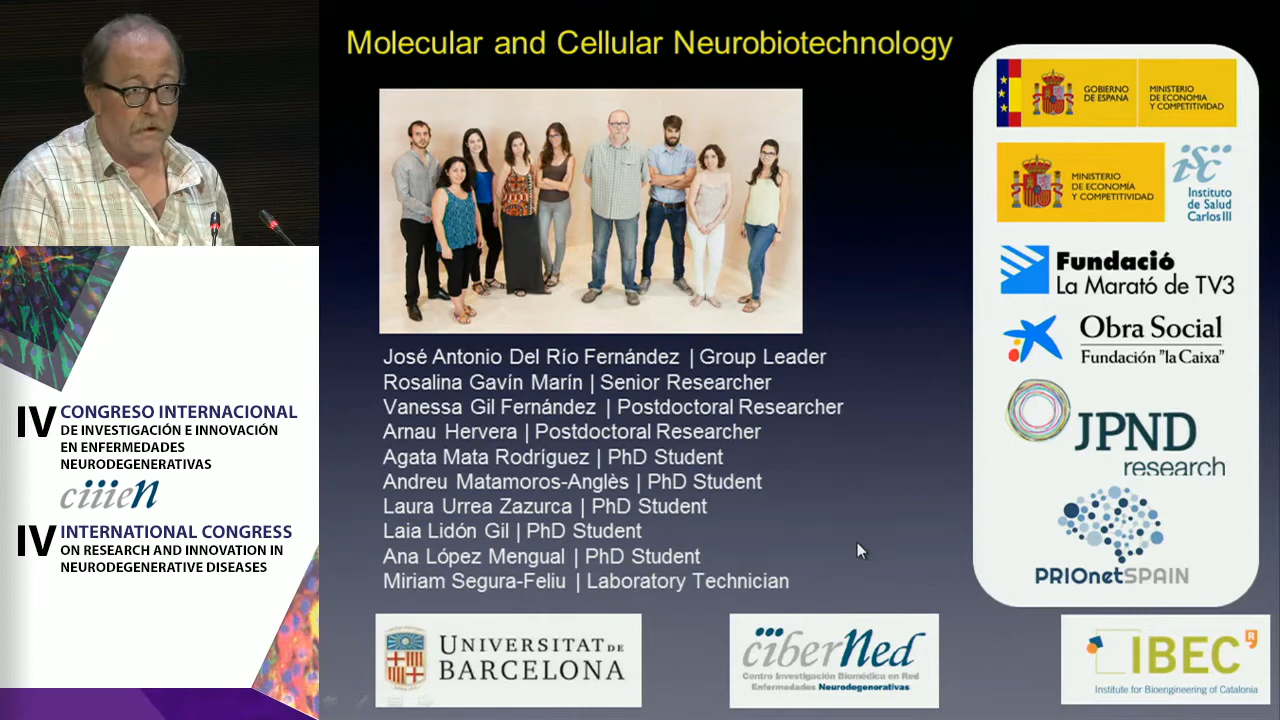 Molecular and Cellular Neurobiotechnology
GOBIERNO
DE ESPAÑA
MINISTERIO
DE ECONOMIA
Y COMPETITIVIDAD
MINISTERIO
DE ECONOMÍA
Y COMPETITIVIDAD
isc
Instituto
de Salud
Carlos III
Fundació
La Marató de TV3
Obra Social
Fundación "la Caixa"
JPND
research
PRIOnetSPAIN
José Antonio Del Río Fernández | Group Leader
Rosalina Gavín Marín | Senior Researcher
Vanessa Gil Fernández | Postdoctoral Researcher
Arnau Hervera | Postdoctoral Researcher
Agata Mata Rodríguez | PhD Student
Andreu Matamoros-Anglès | PhD Student
Laura Urrea Zazurca | PhD Student
Laia Lidón Gil | PhD Student
Ana López Mengual | PhD Student
Miriam Segura-Feliu | Laboratory Technician
UNIVERSITAT DE
BARCELONA
ciberNed
Centro Investigación Biomédica en Red
Enfermedades Neurodegenerativas
IBEC R
Institute for Bioengineering of Catalonia
IV CONGRESO INTERNACIONAL
DE INVESTIGACIÓN E INNOVACIÓN
EN ENFERMEDADES
NEURODEGENERATIVAS
ciiieN
IV INTERNATIONAL CONGRESS
ON RESEARCH AND INNOVATION IN
NEURODEGENERATIVE DISEASES